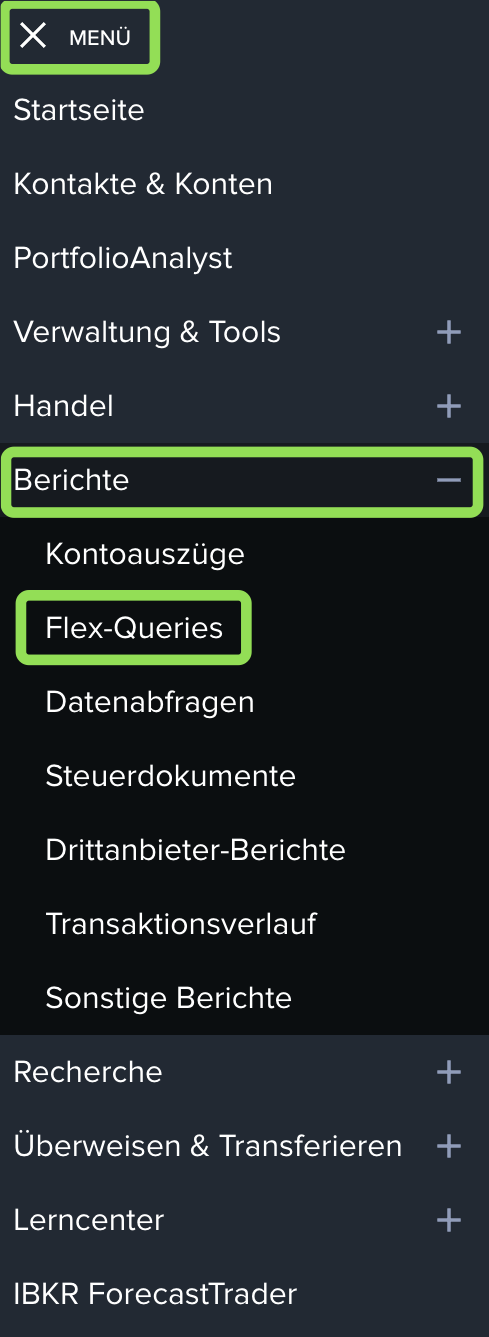 MENÜ
Startseite
Kontakte & Konten
PortfolioAnalyst
Verwaltung & Tools
Handel
Berichte
Kontoauszüge
Flex-Queries
Datenabfragen
Steuerdokumente
Drittanbieter-Berichte
Transaktionsverlauf
Sonstige Berichte
Recherche
Überweisen & Transferieren
Lerncenter
IBKR ForecastTrader